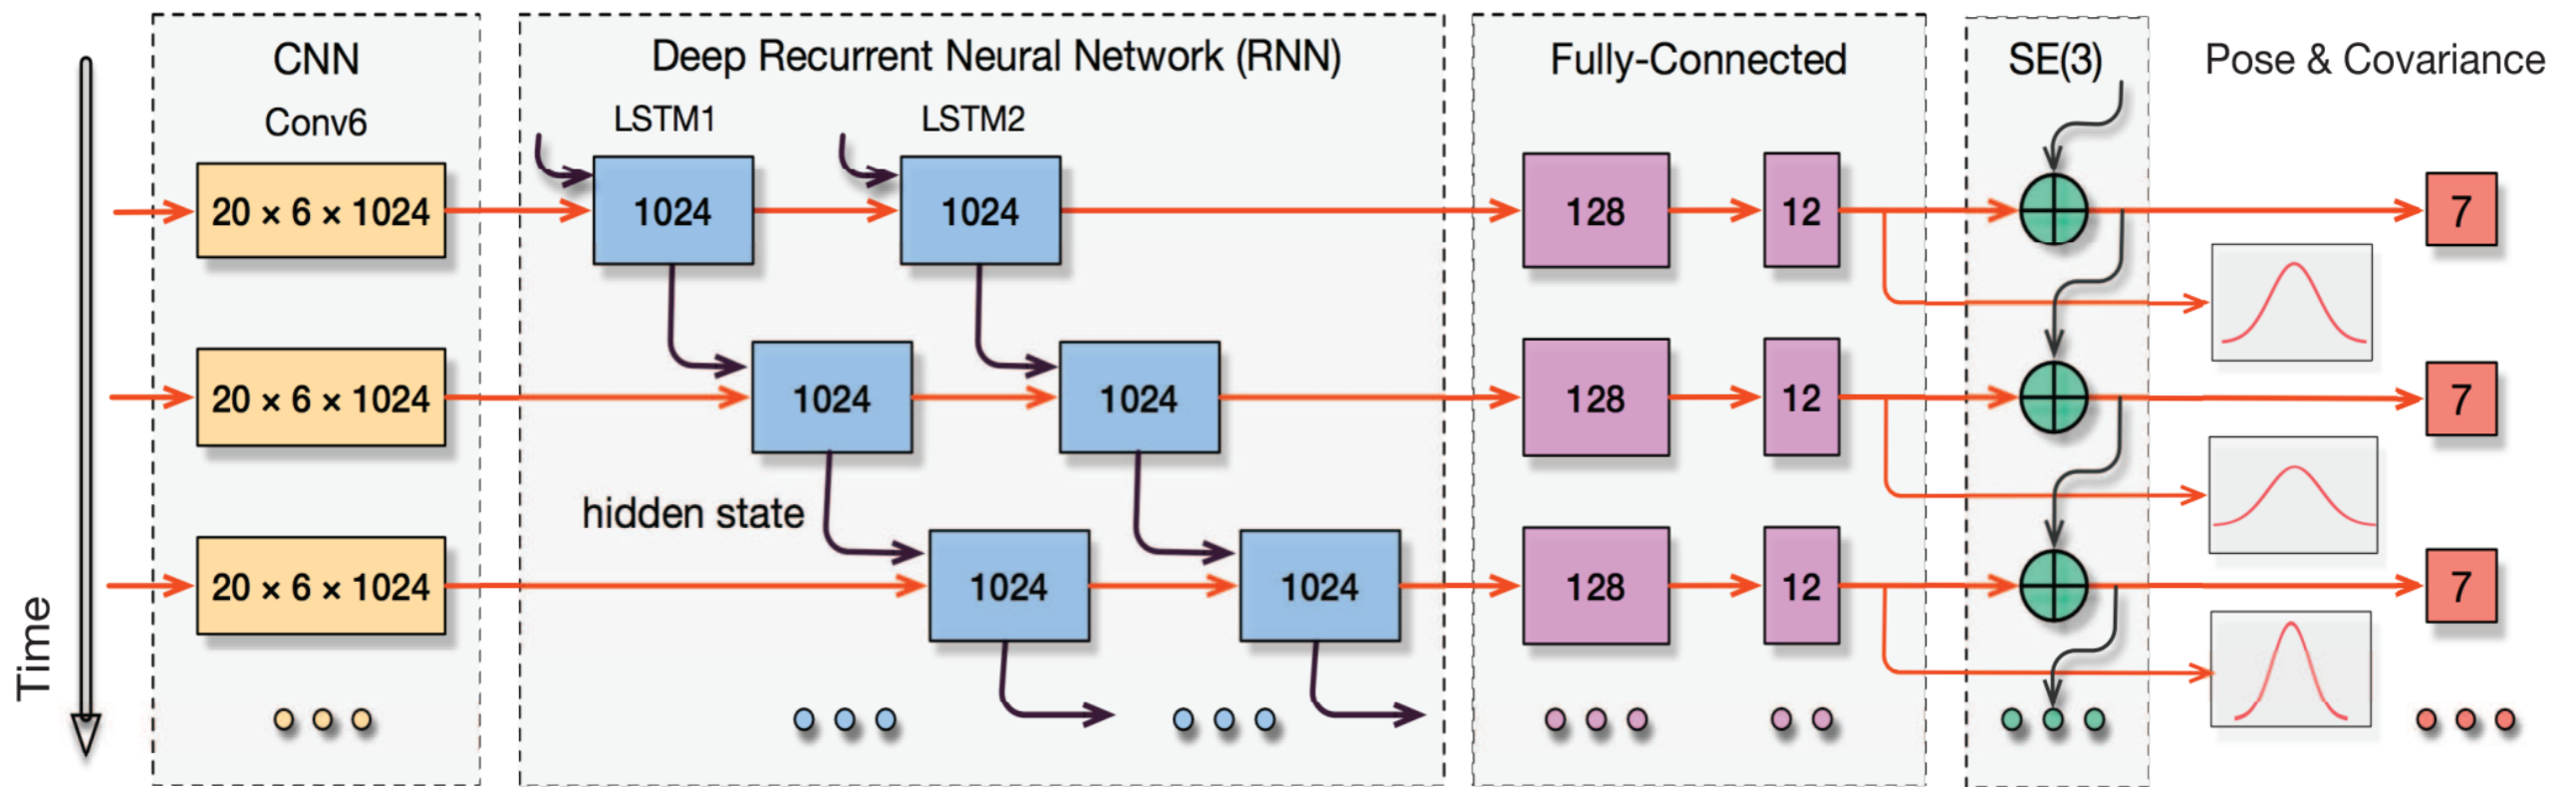 CNN
Deep Recurrent Neural Network (RNN)
Fully-Connected
SE(3)
Pose & Covariance
Conv6
LSTM1
LSTM2
20 × 6 × 1024
1024
1024
128
12
7
20 × 6 × 1024
1024
1024
128
12
7
hidden state
20 × 6 × 1024
1024
1024
128
12
7
Time